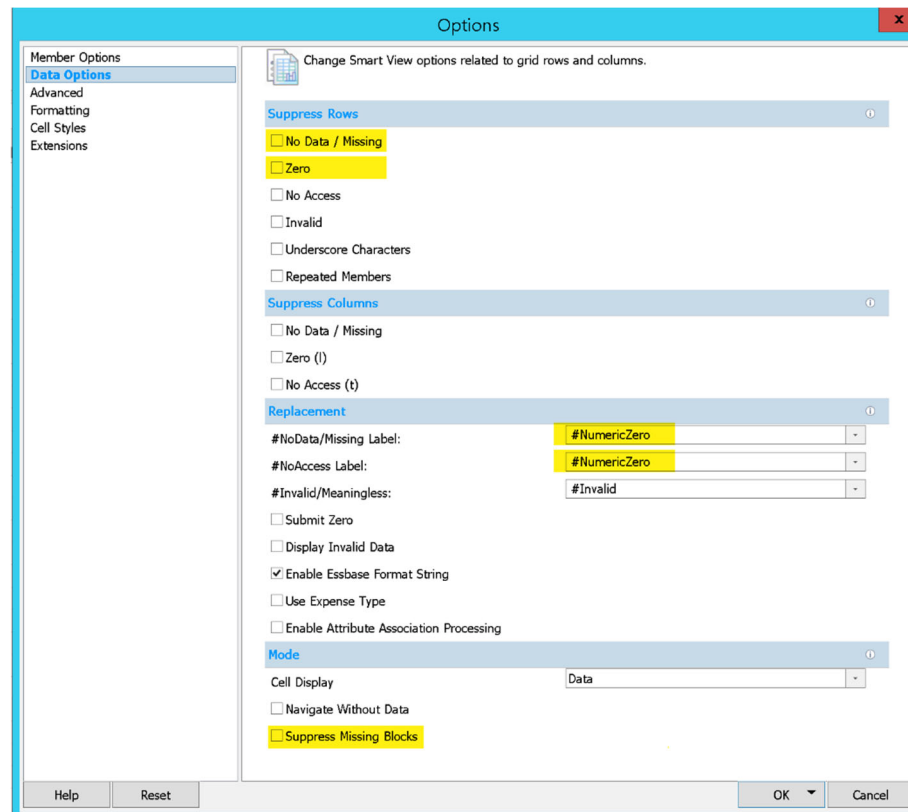 Options
x
Member Options
Data Options
Advanced
Formatting
Cell Styles
Extensions
Change Smart View options related to grid rows and columns.
Suppress Rows
No Data / Missing
Zero
No Access
Invalid
Underscore Characters
Repeated Members
Suppress Columns
No Data / Missing
Zero (I)
No Access (t)
Replacement
#NoData/Missing Label: #NumericZero
#NoAccess Label: #NumericZero
#Invalid/Meaningless: #Invalid
Submit Zero
Display Invalid Data
Enable Essbase Format String
Use Expense Type
Enable Attribute Association Processing
Mode
Cell Display Data
Navigate Without Data
Suppress Missing Blocks
Help Reset OK Cancel